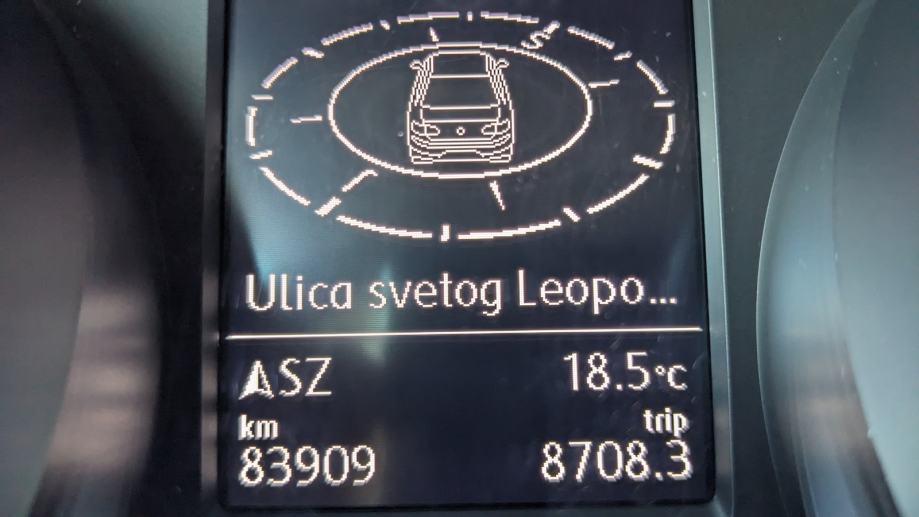 S
Ulica svetog Leopo...
SZ 18.5°C
km trip
83909 8708.3